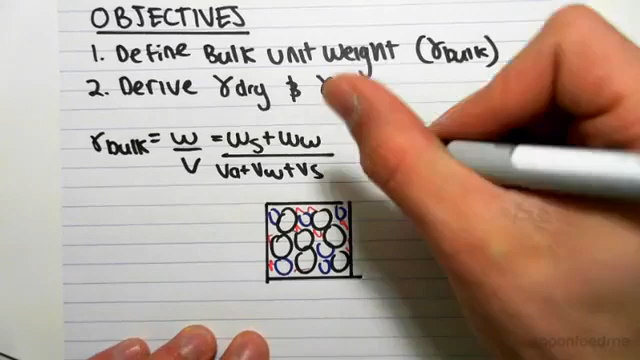 OBJECTIVES
1. Define Bulk unit weight (γbulk)
2. Derive γdry & γ
γbulk = W/V = Ws + Ww / Va + Vw + Vs
spoonfeedme